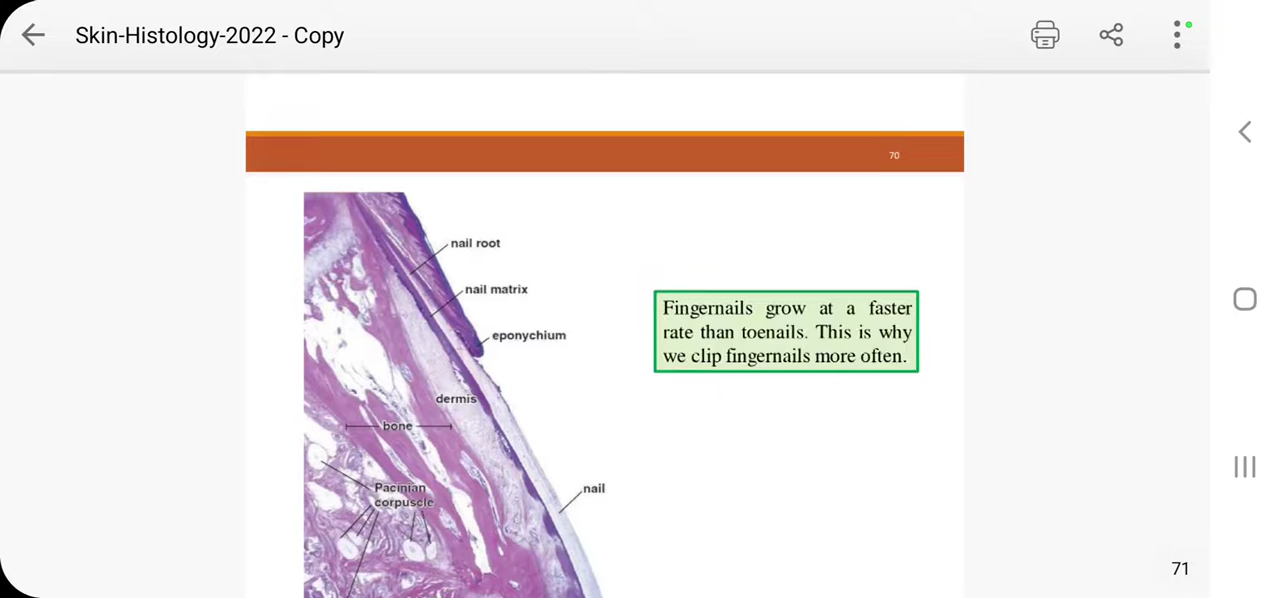 Skin-Histology-2022 - Copy
70
nail root
nail matrix
eponychium
Fingernails grow at a faster
rate than toenails. This is why
we clip fingernails more often.
dermis
bone
Pacinian
corpuscle
nail
71